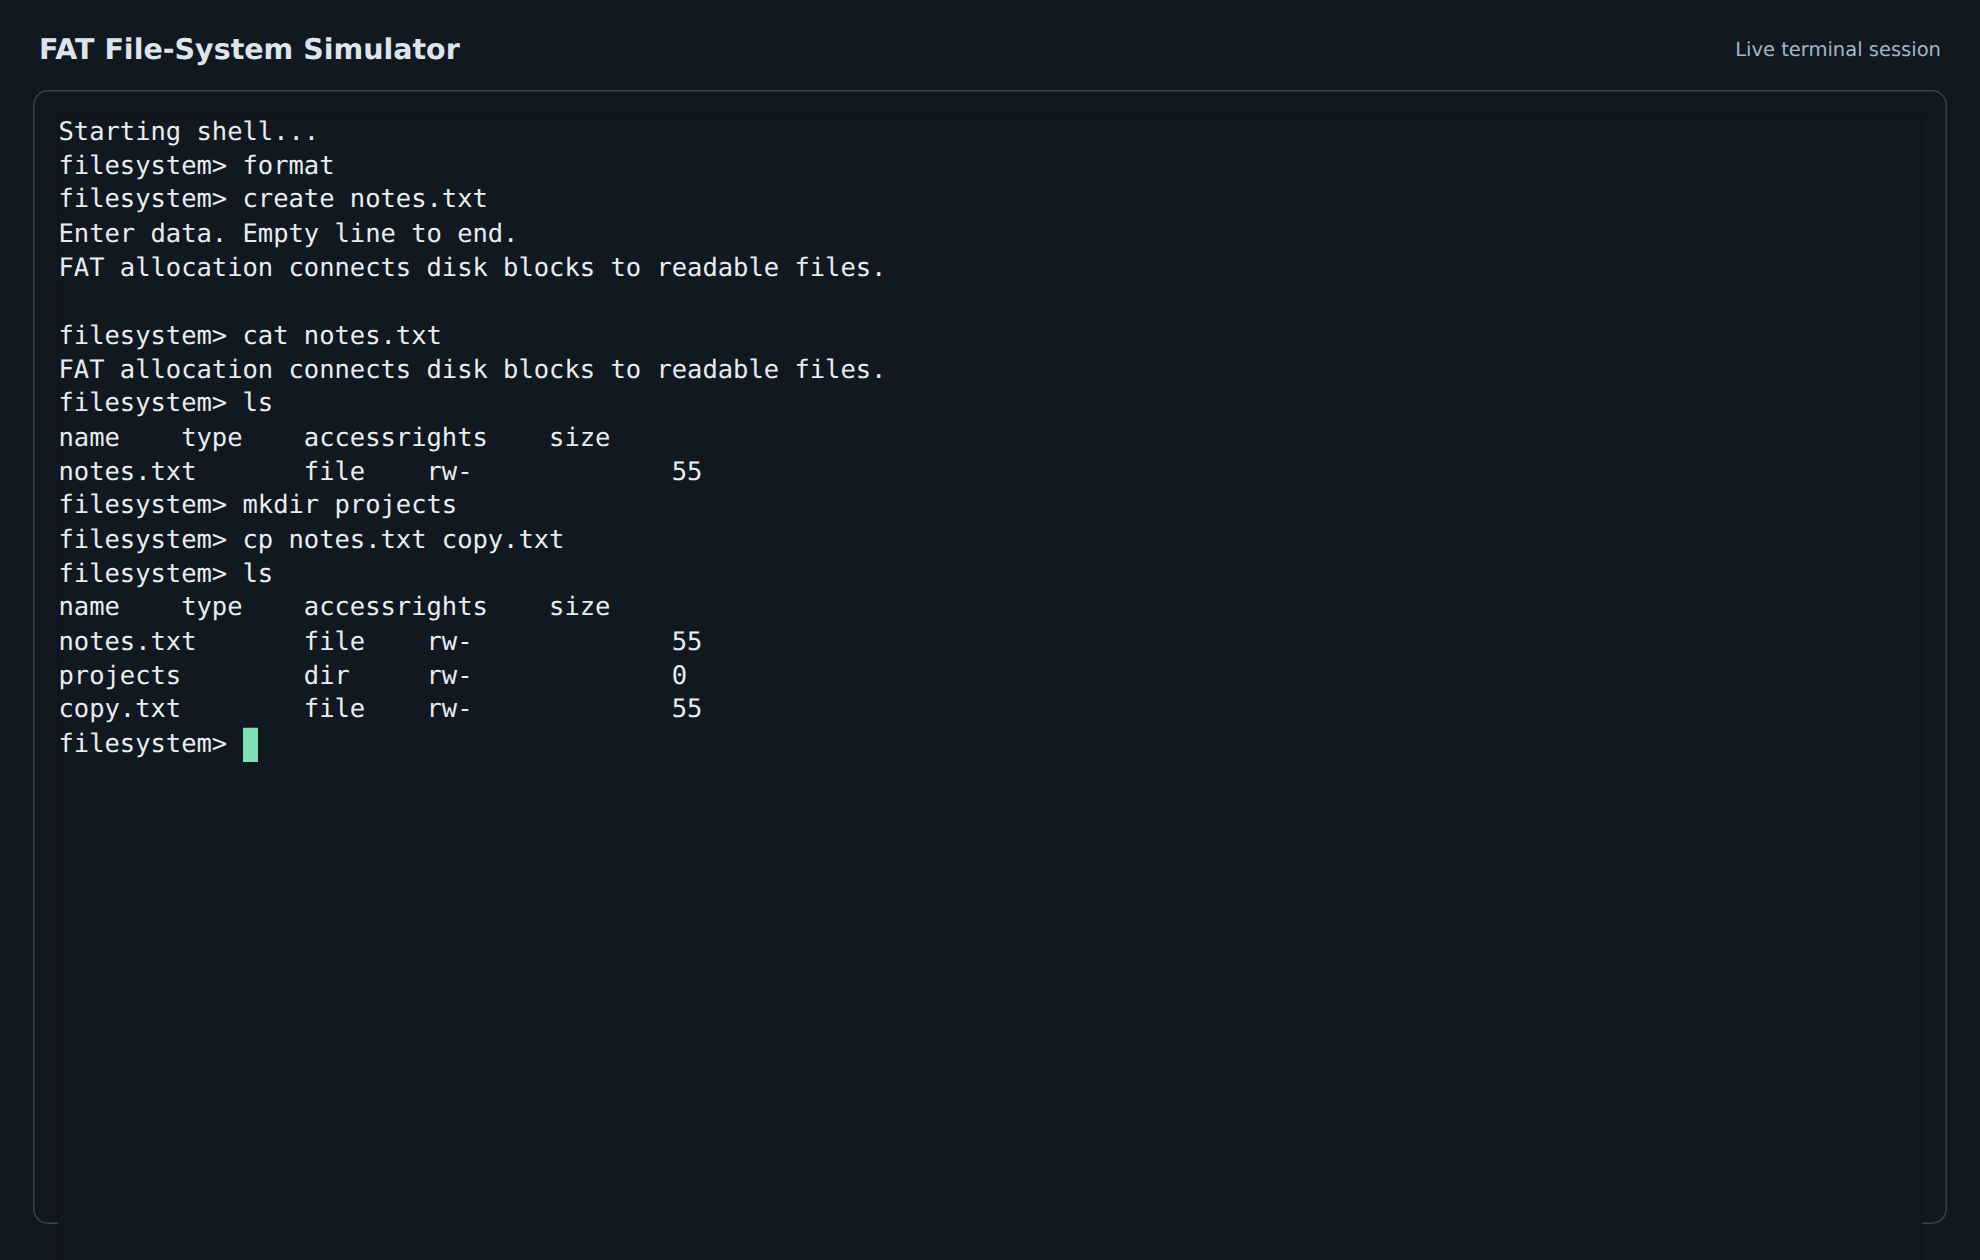 FAT File-System Simulator
Live terminal session
Starting shell...
filesystem> format
filesystem> create notes.txt
Enter data. Empty line to end.
FAT allocation connects disk blocks to readable files.

filesystem> cat notes.txt
FAT allocation connects disk blocks to readable files.
filesystem> ls
name    type    accessrights    size
notes.txt       file    rw-             55
filesystem> mkdir projects
filesystem> cp notes.txt copy.txt
filesystem> ls
name    type    accessrights    size
notes.txt       file    rw-             55
projects        dir     rw-             0
copy.txt        file    rw-             55
filesystem>